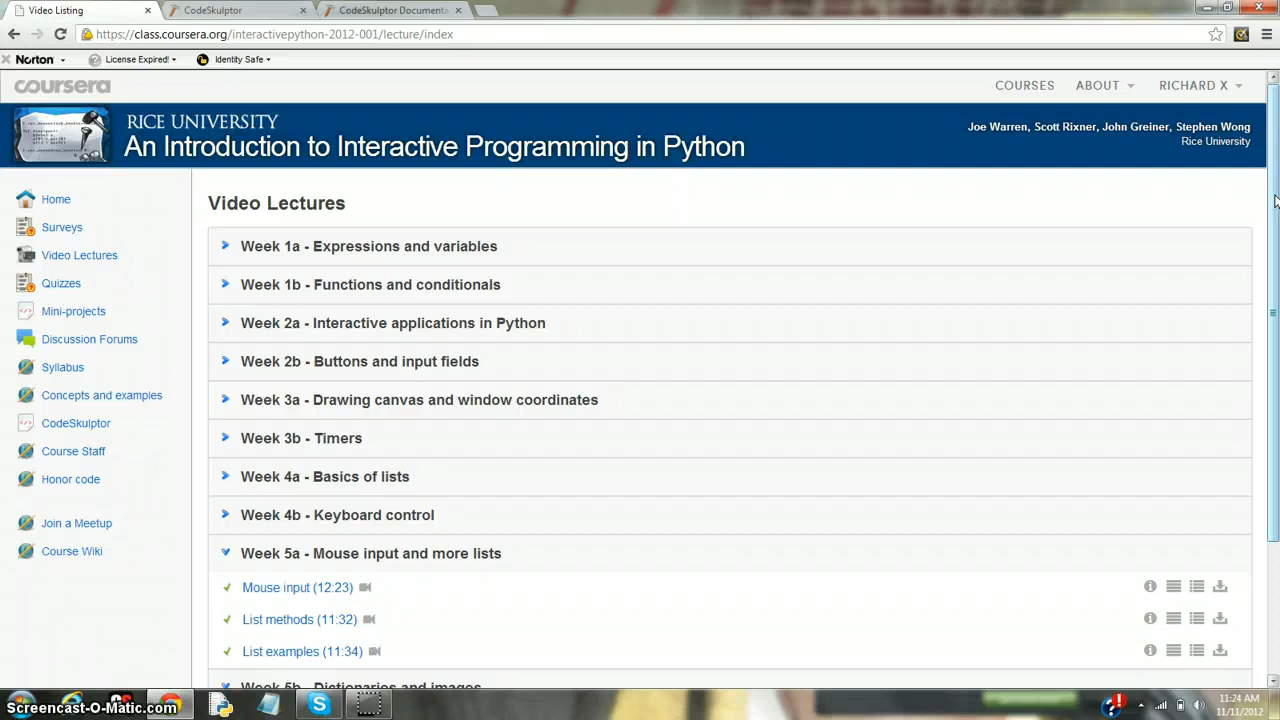 Video Listing
CodeSkulptor
CodeSkulptor Documenta
https://class.coursera.org/interactivepython-2012-001/lecture/index
Norton
License Expired!
Identity Safe
coursera
COURSES
ABOUT
RICHARD X
RICE UNIVERSITY
An Introduction to Interactive Programming in Python
Joe Warren, Scott Rixner, John Greiner, Stephen Wong
Rice University
Home
Surveys
Video Lectures
Quizzes
Mini-projects
Discussion Forums
Syllabus
Concepts and examples
CodeSkulptor
Course Staff
Honor code
Join a Meetup
Course Wiki
Video Lectures
Week 1a - Expressions and variables
Week 1b - Functions and conditionals
Week 2a - Interactive applications in Python
Week 2b - Buttons and input fields
Week 3a - Drawing canvas and window coordinates
Week 3b - Timers
Week 4a - Basics of lists
Week 4b - Keyboard control
Week 5a - Mouse input and more lists
Mouse input (12:23)
List methods (11:32)
List examples (11:34)
Week 5b - Dictionaries and images
Screencast-O-Matic.com
11:24 AM
11/11/2012